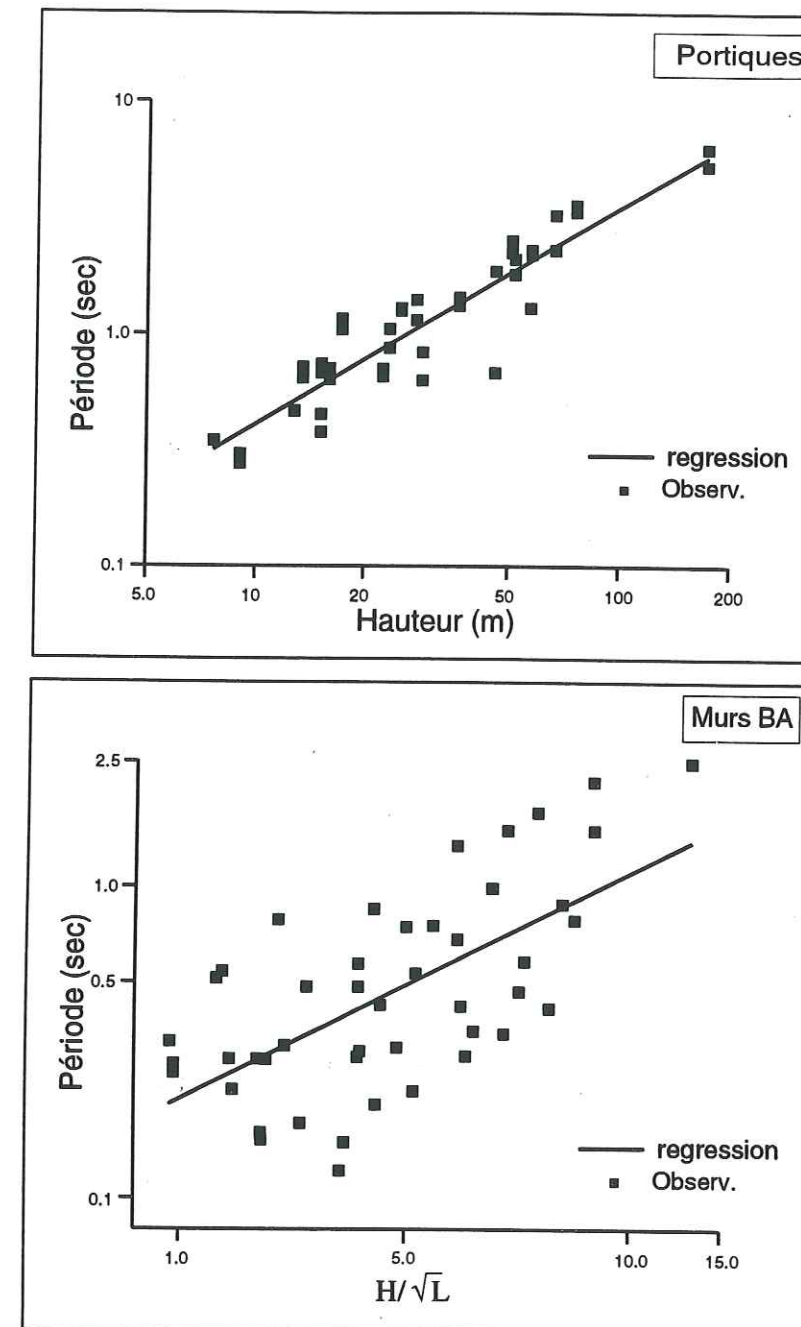 Portiques
10
1.0
0.1
Période (sec)
regression
Observ.
5.0 10 20 50 100 200
Hauteur (m)
Murs BA
2.5
1.0
0.5
0.1
Période (sec)
regression
Observ.
1.0 5.0 10.0 15.0
H/√L